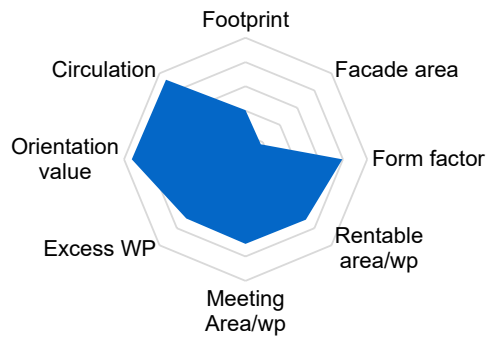 Footprint
Circulation
Facade area
Orientation
value
Form factor
Excess WP
Rentable
area/wp
Meeting
Area/wp